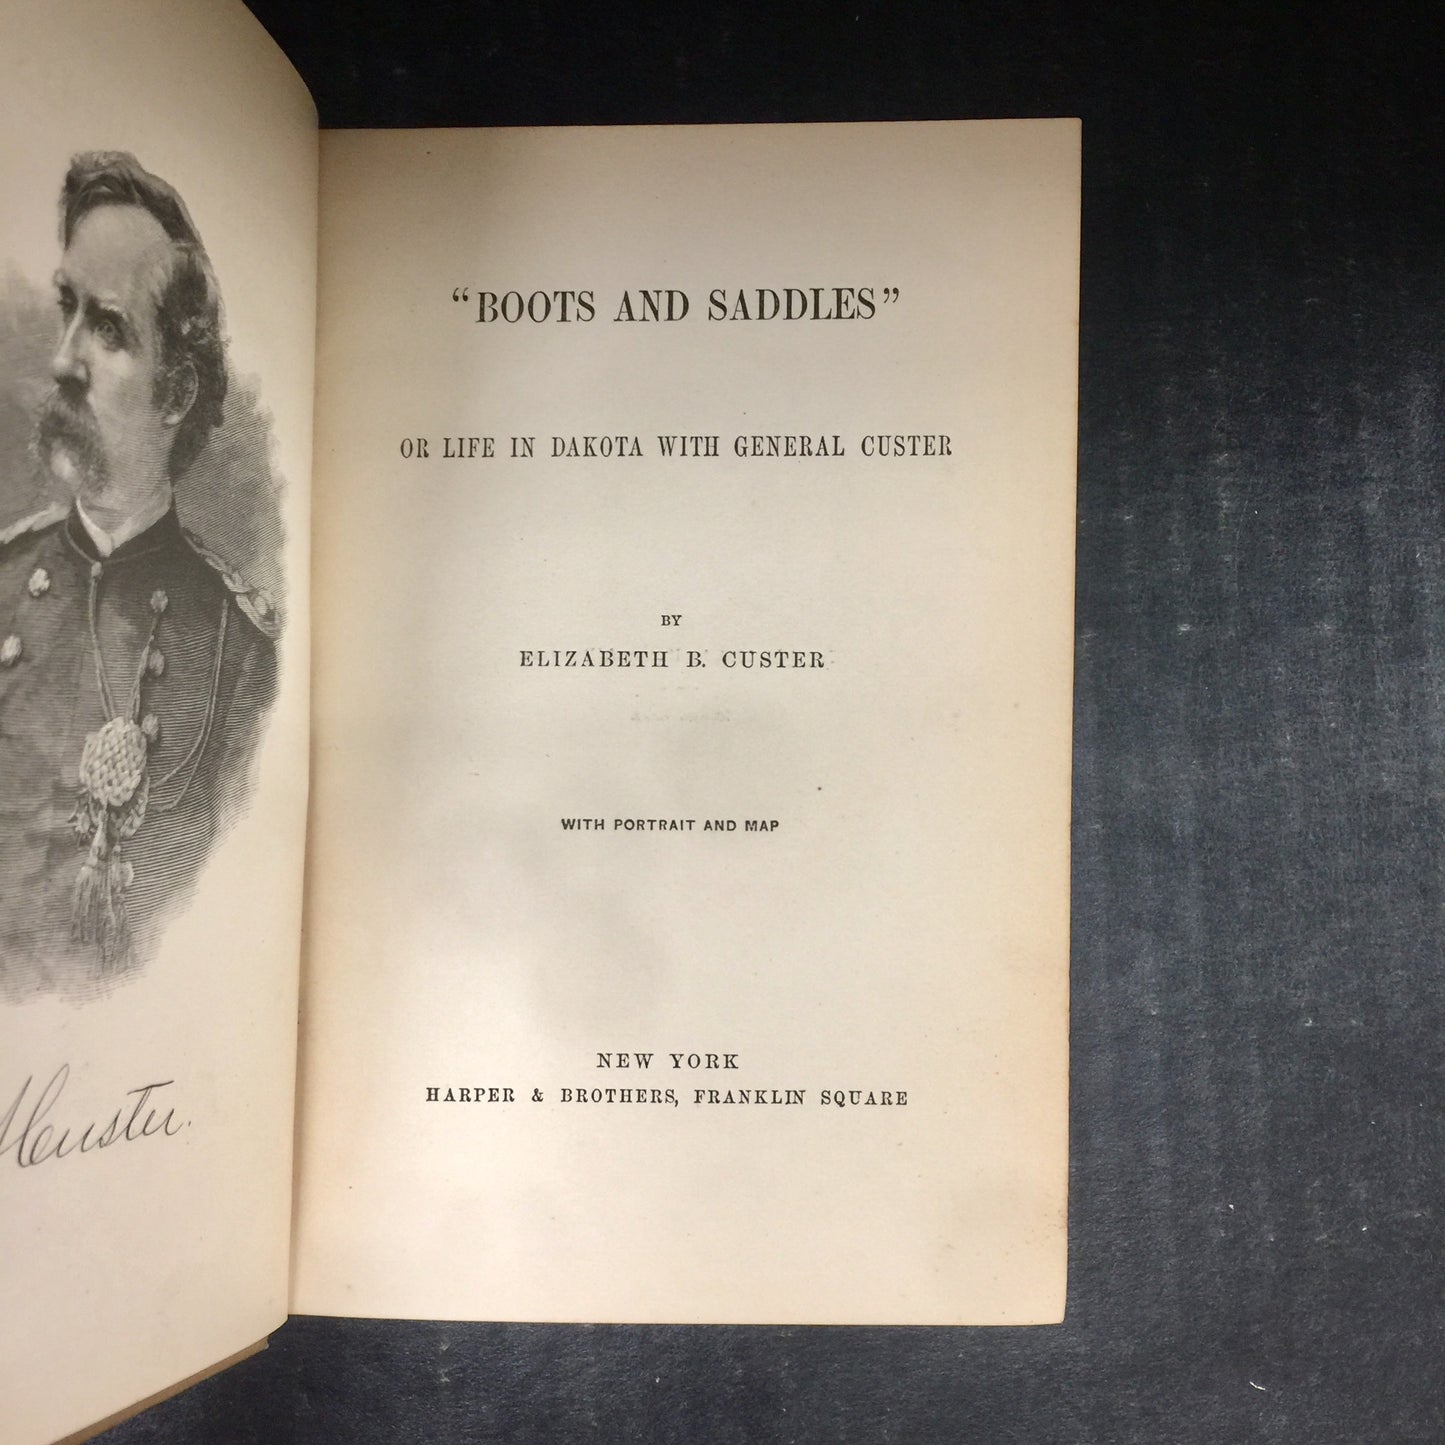 Custer.
"BOOTS AND SADDLES"
OR LIFE IN DAKOTA WITH GENERAL CUSTER
BY
ELIZABETH B. CUSTER
WITH PORTRAIT AND MAP
NEW YORK
HARPER & BROTHERS, FRANKLIN SQUARE